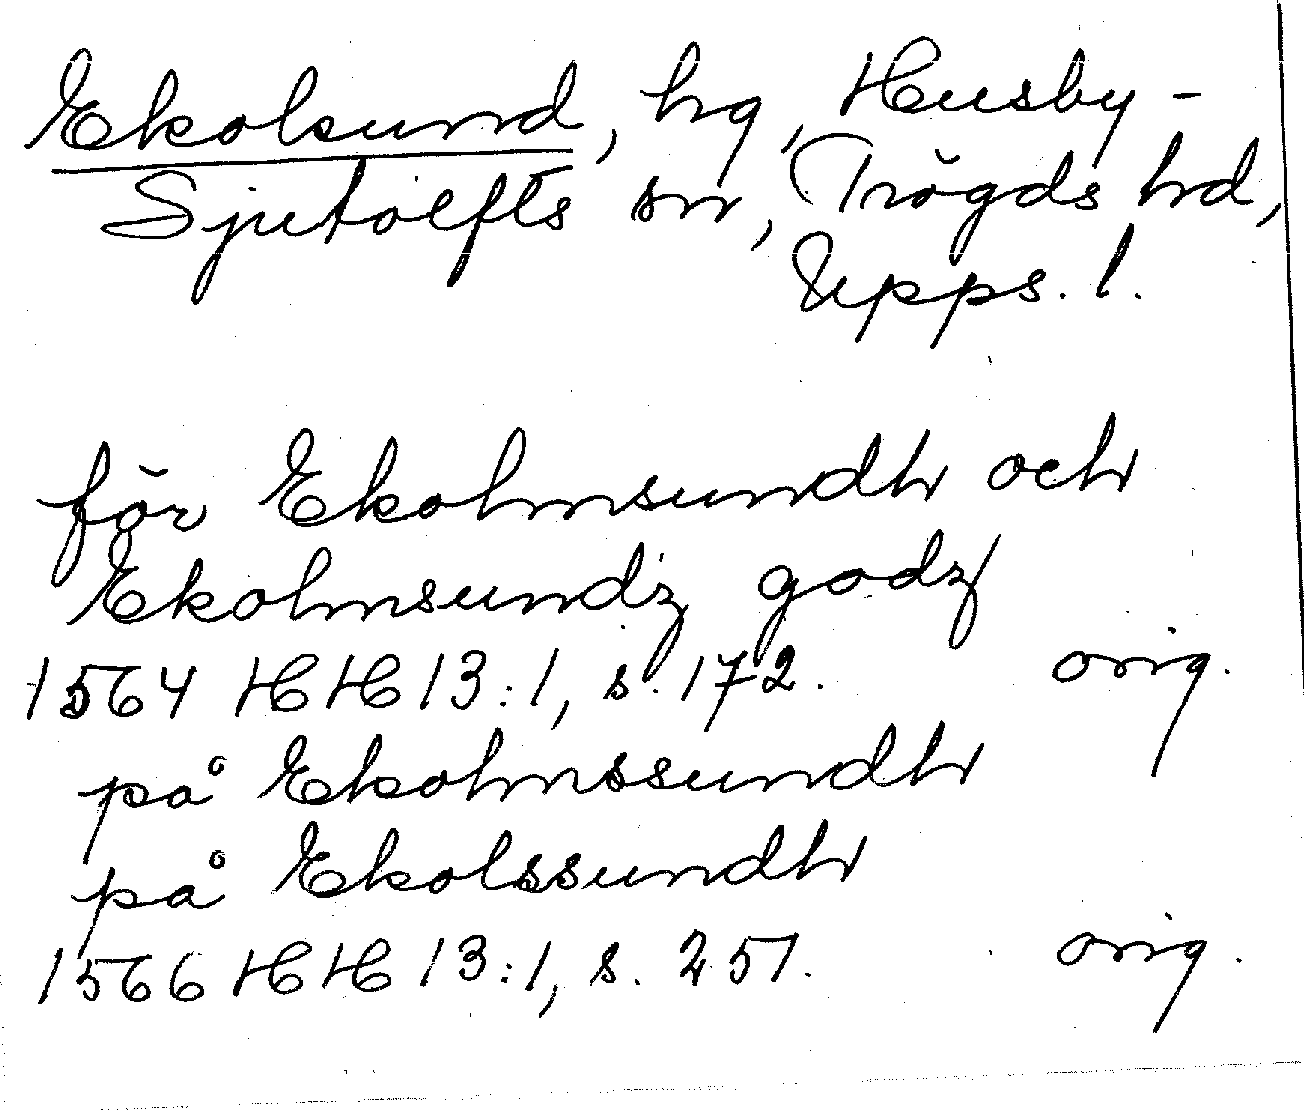 Ekolsund, hg, Husby-
Sjutolfts sn, Trögds hd,
Upps. l.
för Ekolmsundh och
Ekolmsundz godz
1564 HH 13:1, s. 172. orig.
på Ekolmssundh
på Ekolssundh
1566 HH 13:1, s. 251. orig.